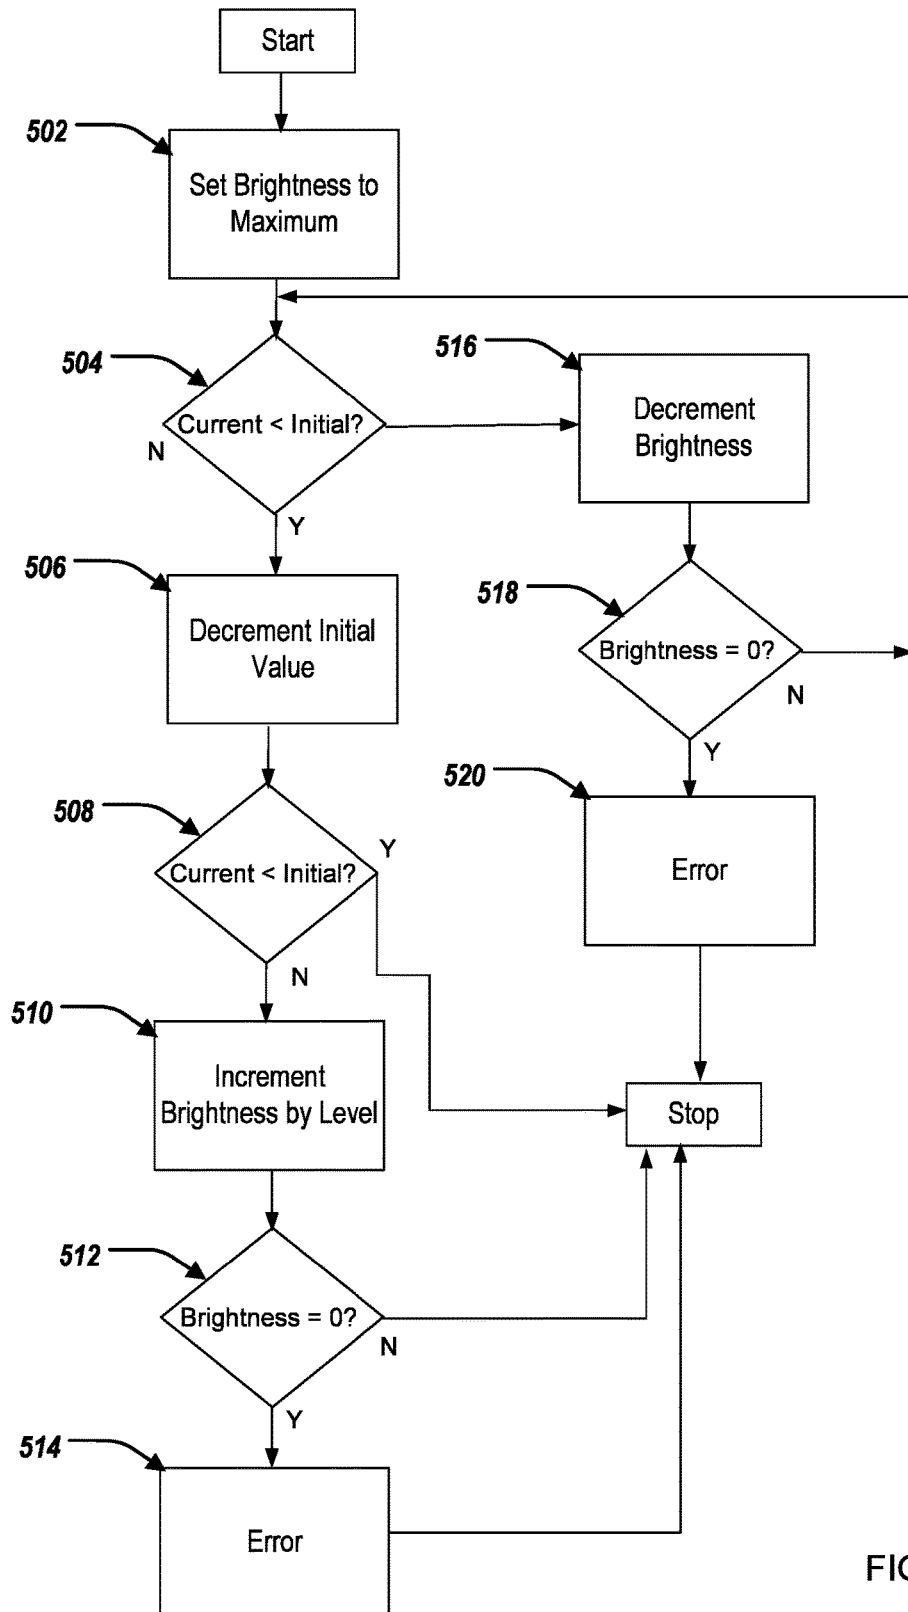 Start
502
Set Brightness to
Maximum
504
Current < Initial?
N
Y
516
Decrement
Brightness
506
Decrement Initial
Value
518
Brightness = 0?
N
Y
508
Current < Initial?
Y
N
520
Error
510
Increment
Brightness by Level
Stop
512
Brightness = 0?
N
Y
514
Error
FIG